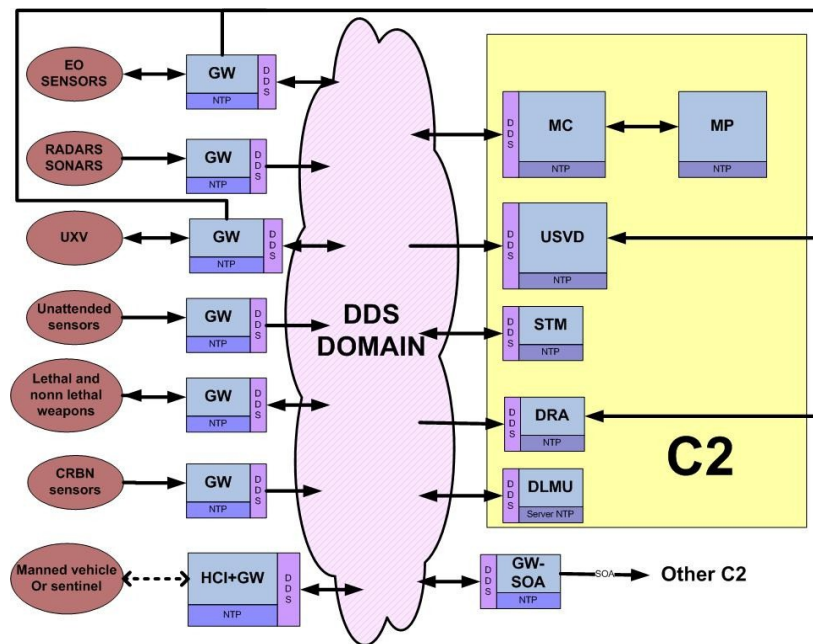 EO
SENSORS
GW
NTP
DDS
RADARS
SONARS
GW
NTP
DDS
UXV
GW
NTP
DDS
Unattended
sensors
GW
NTP
DDS
Lethal and
nonn lethal
weapons
GW
NTP
DDS
CRBN
sensors
GW
NTP
DDS
Manned vehicle
Or sentinel
HCI+GW
NTP
DDS
DDS
DOMAIN
DDS
MC
NTP
MP
NTP
DDS
USVD
NTP
DDS
STM
NTP
DDS
DRA
NTP
C2
DDS
DLMU
Server NTP
DDS
GW-
SOA
NTP
SOA
Other C2